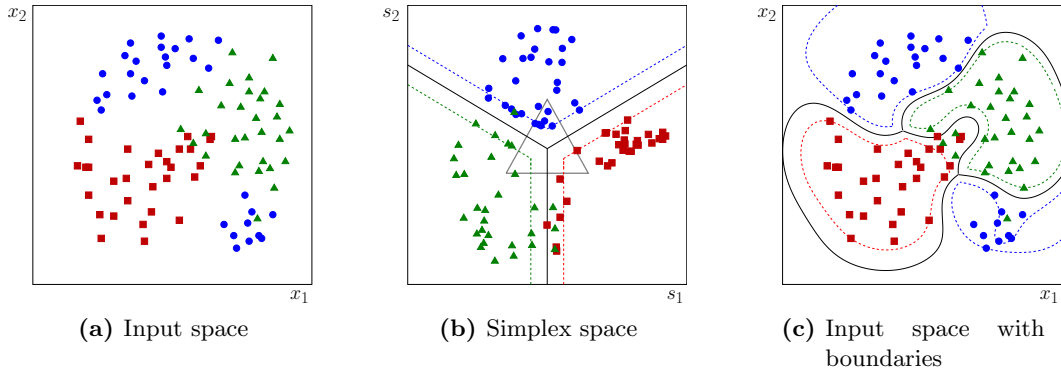 x₂
x₁
(a) Input space
s₂
s₁
(b) Simplex space
x₂
x₁
(c) Input space with
boundaries